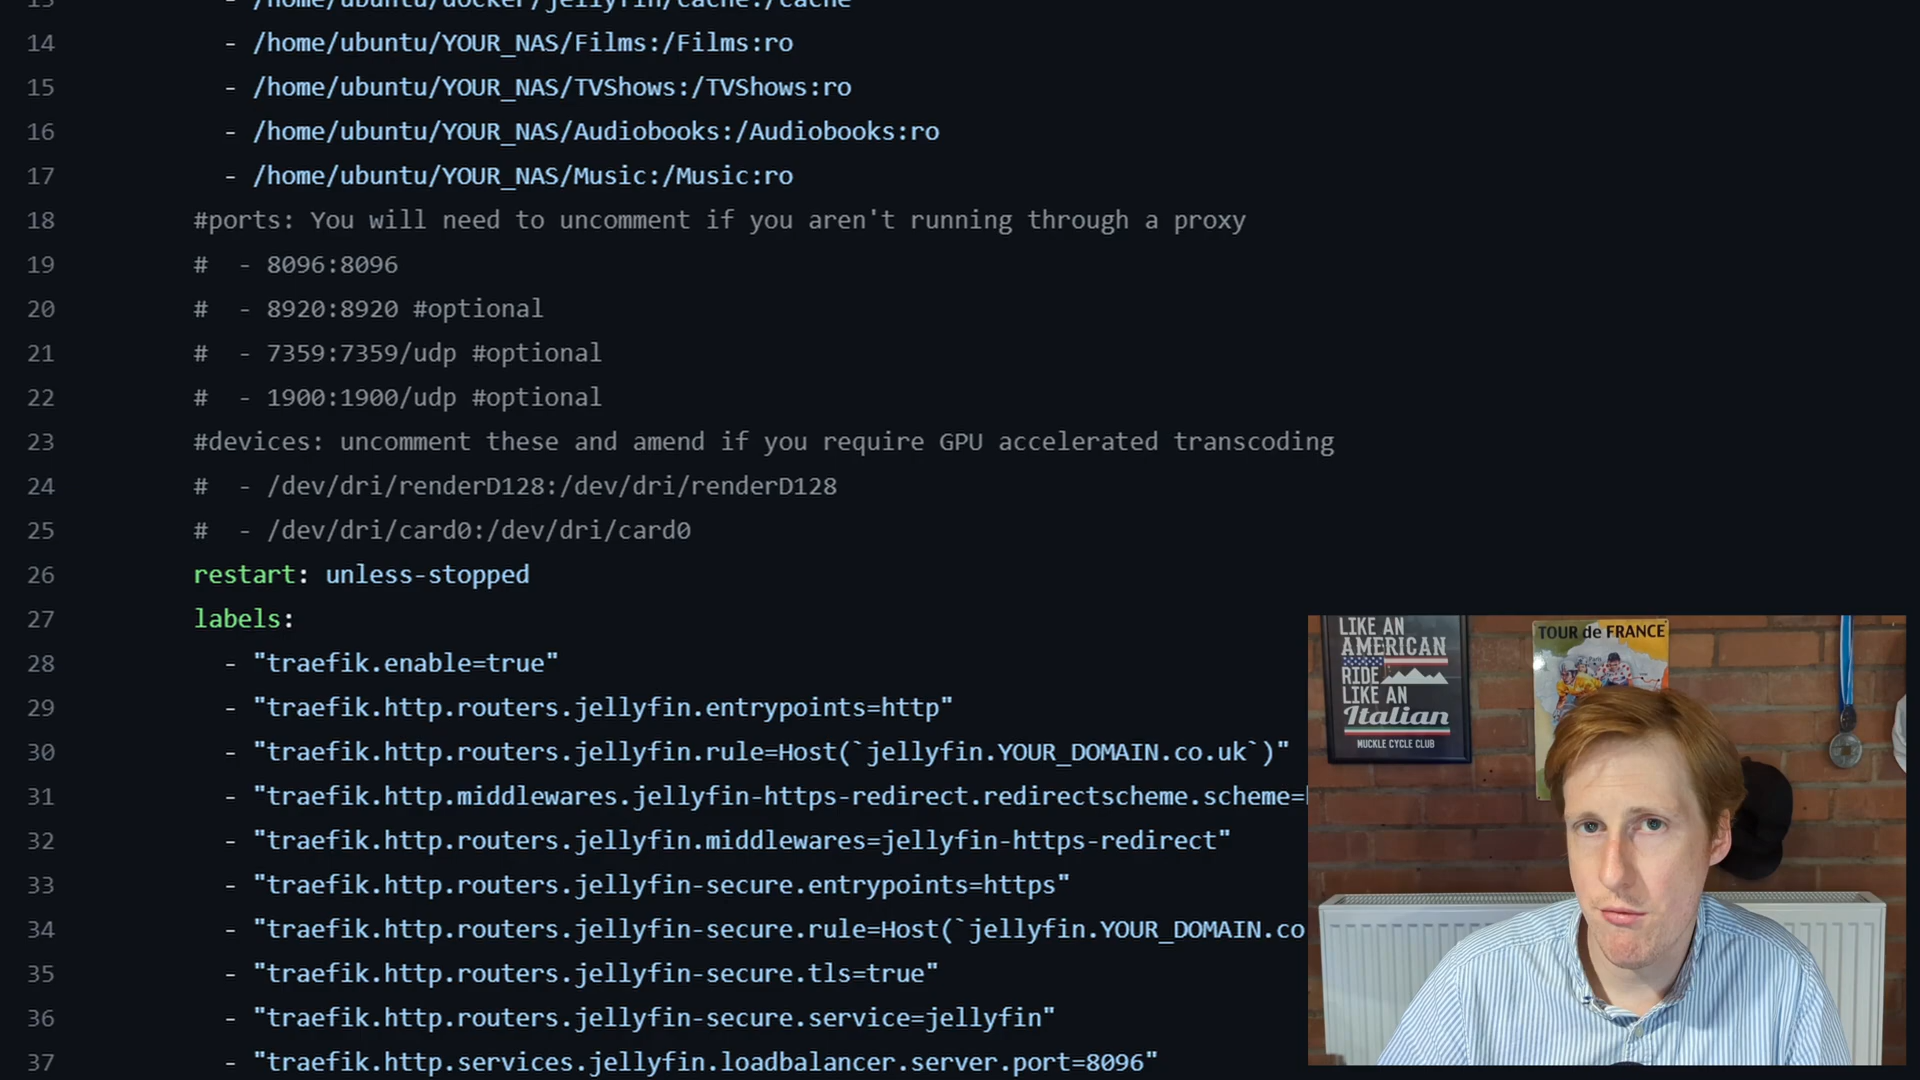 15 - /home/ubuntu/docker/jellyfin/cache:/cache
14 - /home/ubuntu/YOUR_NAS/Films:/Films:ro
15 - /home/ubuntu/YOUR_NAS/TVShows:/TVShows:ro
16 - /home/ubuntu/YOUR_NAS/Audiobooks:/Audiobooks:ro
17 - /home/ubuntu/YOUR_NAS/Music:/Music:ro
18 #ports: You will need to uncomment if you aren't running through a proxy
19 #  - 8096:8096
20 #  - 8920:8920 #optional
21 #  - 7359:7359/udp #optional
22 #  - 1900:1900/udp #optional
23 #devices: uncomment these and amend if you require GPU accelerated transcoding
24 #  - /dev/dri/renderD128:/dev/dri/renderD128
25 #  - /dev/dri/card0:/dev/dri/card0
26 restart: unless-stopped
27 labels:
28 - "traefik.enable=true"
29 - "traefik.http.routers.jellyfin.entrypoints=http"
30 - "traefik.http.routers.jellyfin.rule=Host(`jellyfin.YOUR_DOMAIN.co.uk`)"
31 - "traefik.http.middlewares.jellyfin-https-redirect.redirectscheme.scheme=
32 - "traefik.http.routers.jellyfin.middlewares=jellyfin-https-redirect"
33 - "traefik.http.routers.jellyfin-secure.entrypoints=https"
34 - "traefik.http.routers.jellyfin-secure.rule=Host(`jellyfin.YOUR_DOMAIN.co
35 - "traefik.http.routers.jellyfin-secure.tls=true"
36 - "traefik.http.routers.jellyfin-secure.service=jellyfin"
37 - "traefik.http.services.jellyfin.loadbalancer.server.port=8096"
LIKE AN
AMERICAN
RIDE
LIKE AN
Italian
MUCKLE CYCLE CLUB
TOUR de FRANCE